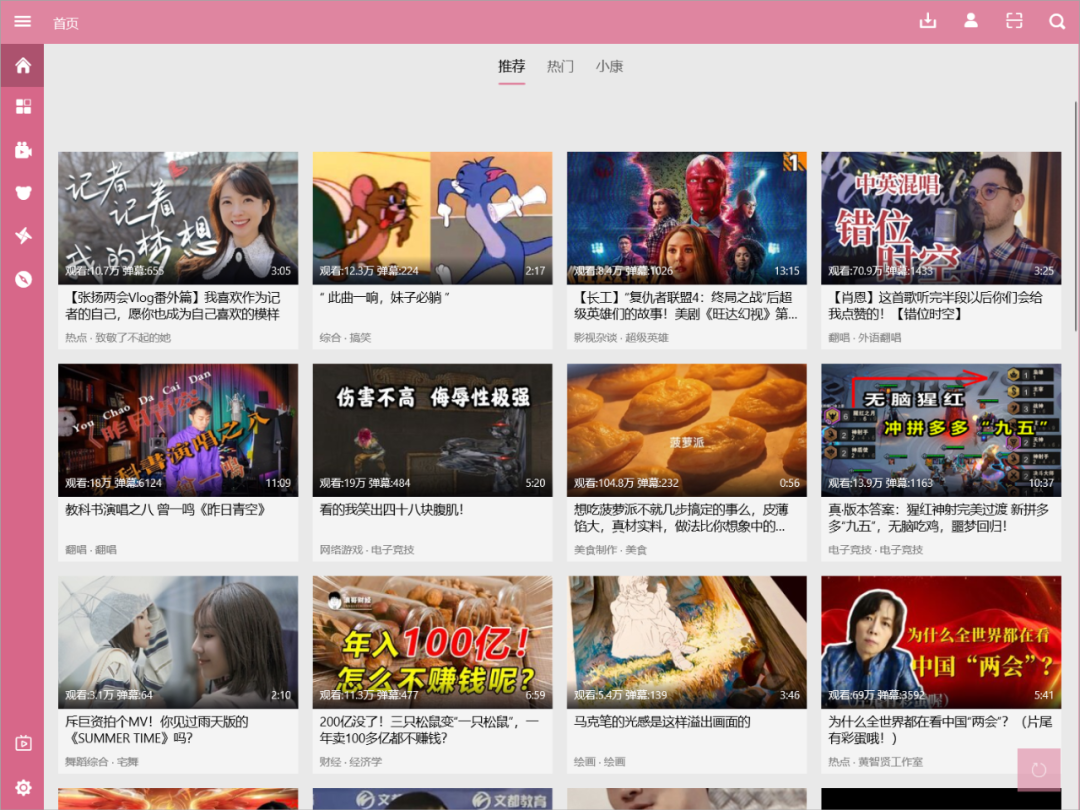 首页
推荐 热门 小康
记者
记着
我的梦想
观看:10.7万 弹幕:655 3:05
【张扬两会Vlog番外篇】我喜欢作为记
者的自己，愿你也成为自己喜欢的模样
热点 · 致敬了不起的她
观看:12.3万 弹幕:224 2:17
“ 此曲一响，妹子必躺 ”
综合 · 搞笑
1
观看:8.4万 弹幕:1026 13:15
【长工】”复仇者联盟4：终局之战”后超
级英雄们的故事！美剧《旺达幻视》第...
影视杂谈 · 超级英雄
中英混唱
错位
时空
观看:70.9万 弹幕:1433 3:25
【肖恩】这首歌听完半段以后你们会给
我点赞的！【错位时空】
翻唱 · 外语翻唱
You Chao Da Cai Dan
《昨日青空》
教科书演唱之八
观看:18万 弹幕:6124 11:09
教科书演唱之八 曾一鸣《昨日青空》
翻唱 · 翻唱
伤害不高 侮辱性极强
观看:19万 弹幕:484 5:20
看的我笑出四十八块腹肌！
网络游戏 · 电子竞技
菠萝派
观看:104.8万 弹幕:232 0:56
想吃菠萝派不就几步搞定的事么，皮薄
馅大，真材实料，做法比你想象中的...
美食制作 · 美食
无脑猩红
冲拼多多“九五”
观看:13.9万 弹幕:1163 10:37
真·版本答案：猩红神射完美过渡 新拼多
多“九五”，无脑吃鸡，噩梦回归！
电子竞技 · 电子竞技
观看:3.1万 弹幕:64 2:10
斥巨资拍个MV！你见过雨天版的
《SUMMER TIME》吗？
舞蹈综合 · 宅舞
年入100亿！
怎么不赚钱呢？
观看:11.3万 弹幕:477 6:59
200亿没了！三只松鼠变“一只松鼠”，一
年卖100多亿都不赚钱？
财经 · 经济学
观看:5.4万 弹幕:139 3:46
马克笔的光感是这样溢出画面的
绘画 · 绘画
为什么全世界都在看
中国“两会”？
观看:69万 弹幕:3592 5:41
为什么全世界都在看中国“两会”？（片尾
有彩蛋哦！）
热点 · 黄智贤工作室
文都教育